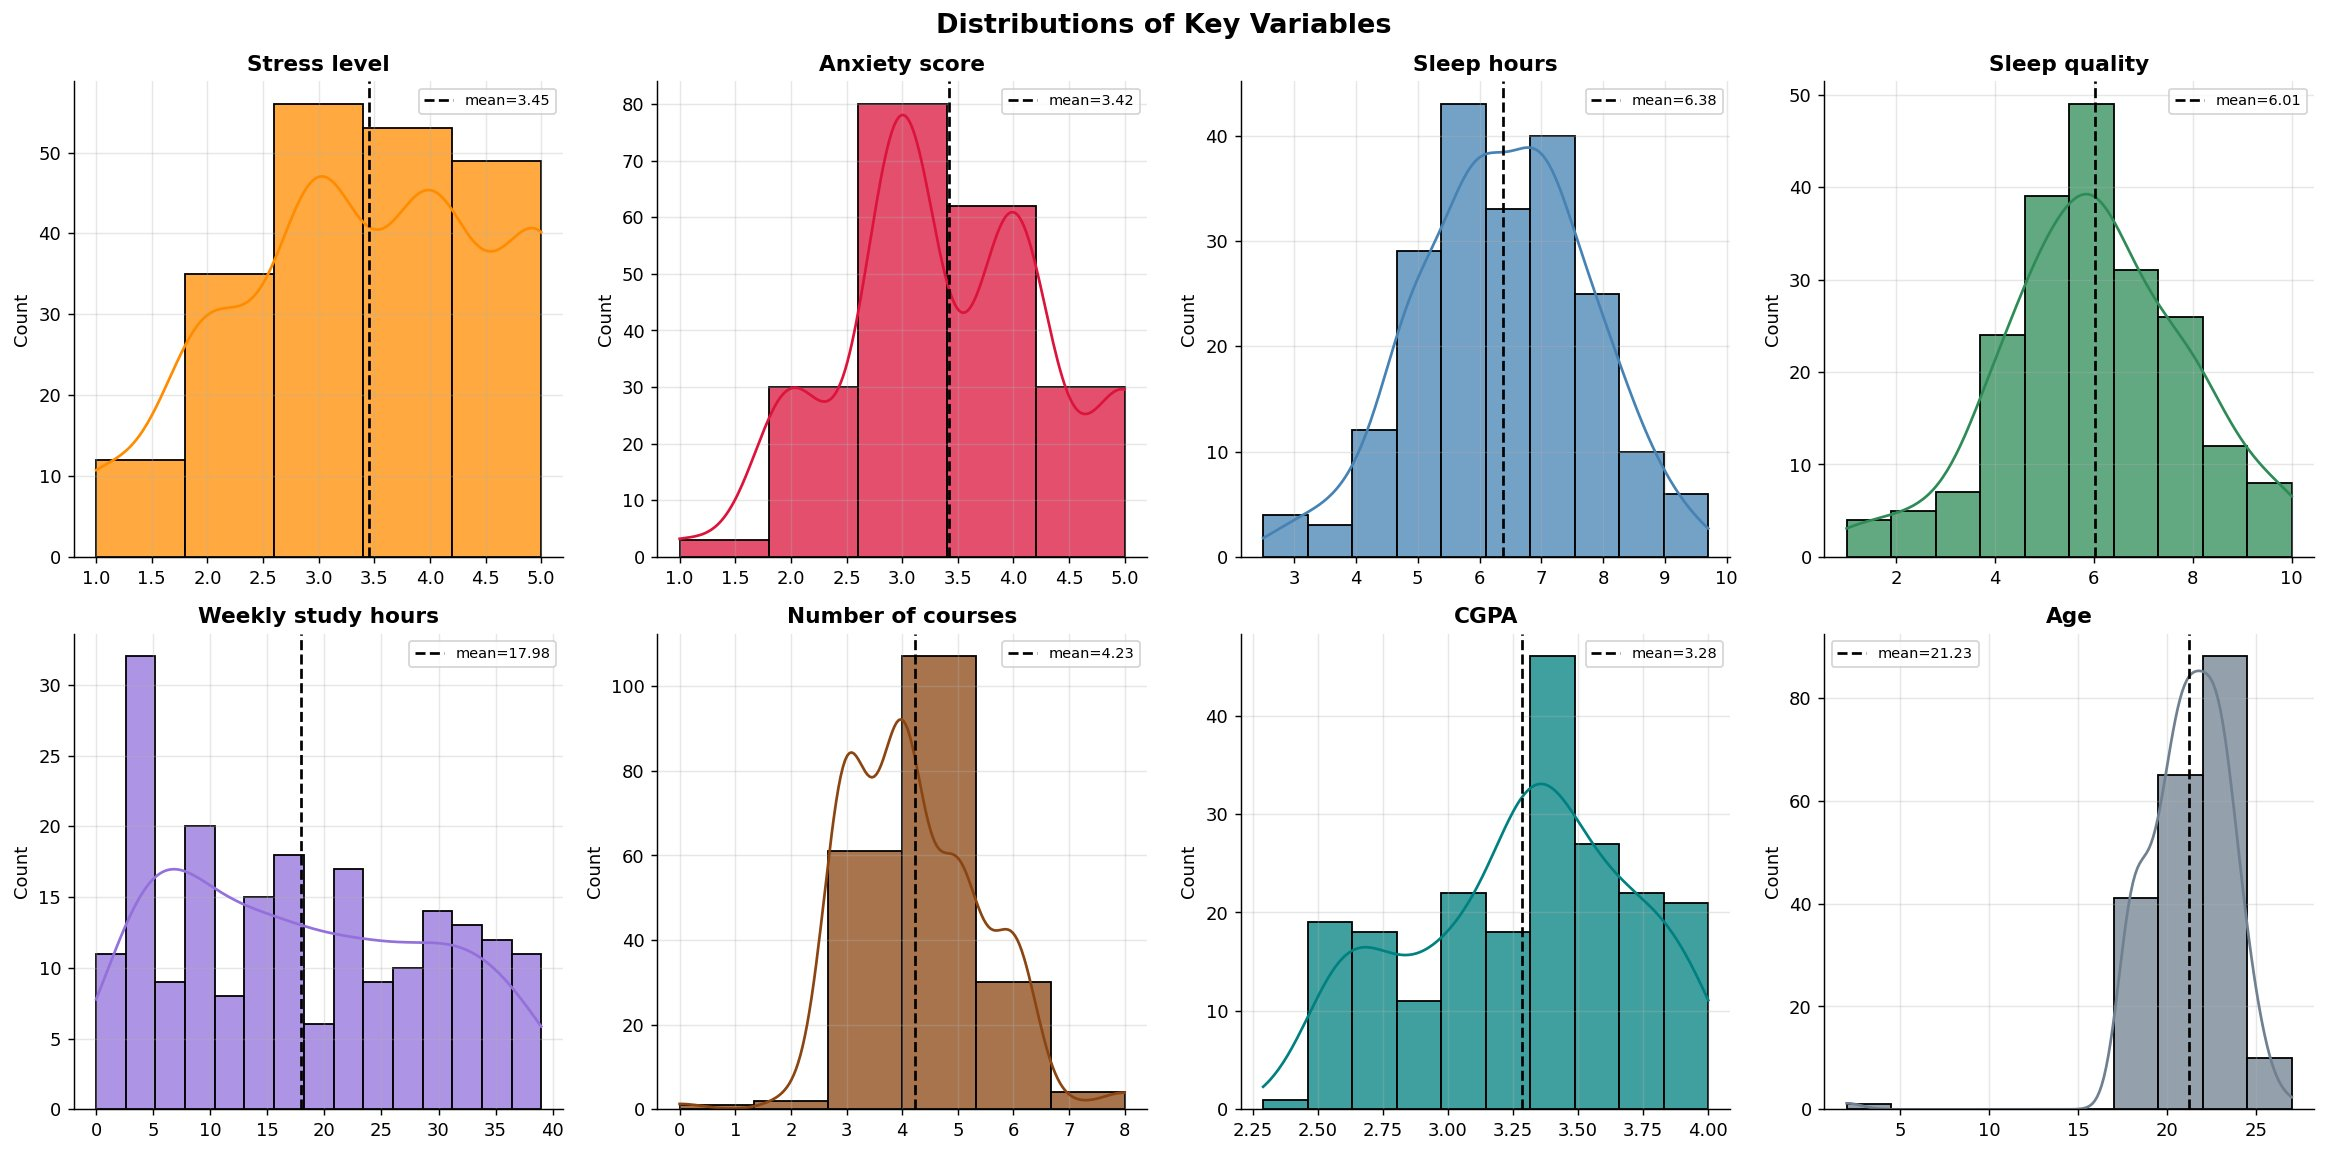 Distributions of Key Variables
Stress level
mean=3.45
Count
0 10 20 30 40 50
1.0 1.5 2.0 2.5 3.0 3.5 4.0 4.5 5.0
Anxiety score
mean=3.42
Count
0 10 20 30 40 50 60 70 80
1.0 1.5 2.0 2.5 3.0 3.5 4.0 4.5 5.0
Sleep hours
mean=6.38
Count
0 10 20 30 40
3 4 5 6 7 8 9 10
Sleep quality
mean=6.01
Count
0 10 20 30 40 50
2 4 6 8 10
Weekly study hours
mean=17.98
Count
0 5 10 15 20 25 30
0 5 10 15 20 25 30 35 40
Number of courses
mean=4.23
Count
0 20 40 60 80 100
0 1 2 3 4 5 6 7 8
CGPA
mean=3.28
Count
0 10 20 30 40
2.25 2.50 2.75 3.00 3.25 3.50 3.75 4.00
Age
mean=21.23
Count
0 20 40 60 80
5 10 15 20 25